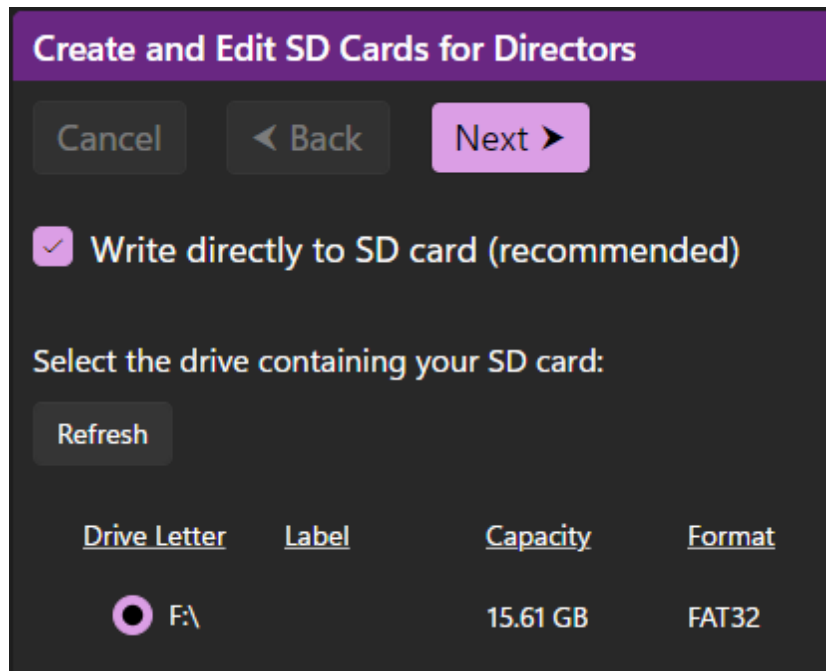 Create and Edit SD Cards for Directors
Cancel ⮜ Back Next ⮞
Write directly to SD card (recommended)
Select the drive containing your SD card:
Refresh
Drive Letter Label Capacity Format
F:\ 15.61 GB FAT32